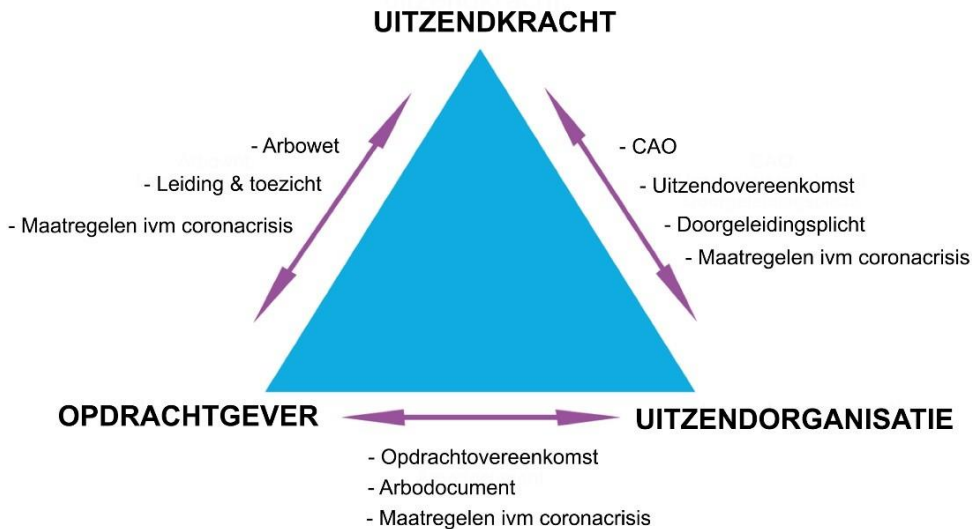 UITZENDKRACHT
- Arbowet
- Leiding & toezicht
- Maatregelen ivm coronacrisis
- CAO
- Uitzendovereenkomst
- Doorgeleidingsplicht
- Maatregelen ivm coronacrisis
OPDRACHTGEVER
UITZENDORGANISATIE
- Opdrachtovereenkomst
- Arbodocument
- Maatregelen ivm coronacrisis